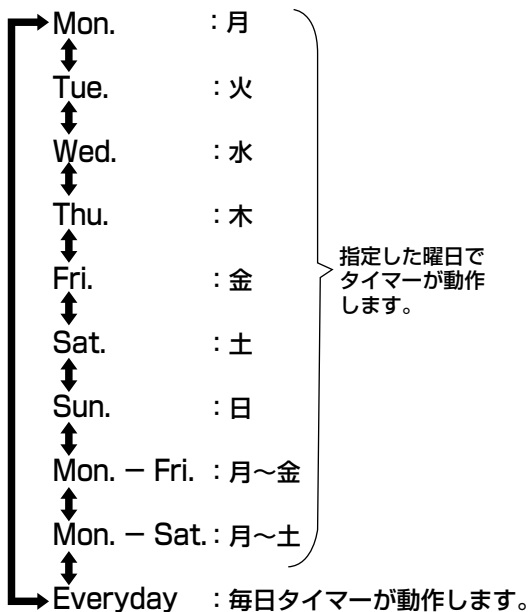 Mon. ：月
Tue. ：火
Wed. ：水
Thu. ：木
Fri. ：金
Sat. ：土
Sun. ：日
Mon. － Fri. ：月～金
Mon. － Sat.：月～土
指定した曜日で
タイマーが動作
します。
Everyday ：毎日タイマーが動作します。